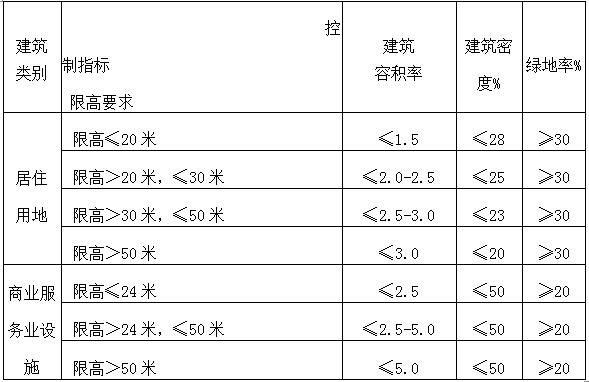 建筑类别 控制指标 限高要求 建筑容积率 建筑密度% 绿地率%
居住用地 限高≤20米 ≤1.5 ≤28 ≥30
限高>20米，≤30米 ≤2.0-2.5 ≤25 ≥30
限高>30米，≤50米 ≤2.5-3.0 ≤23 ≥30
限高>50米 ≤3.0 ≤20 ≥30
商业服务业设施 限高≤24米 ≤2.5 ≤50 ≥20
限高>24米，≤50米 ≤2.5-5.0 ≤50 ≥20
限高>50米 ≤5.0 ≤50 ≥20